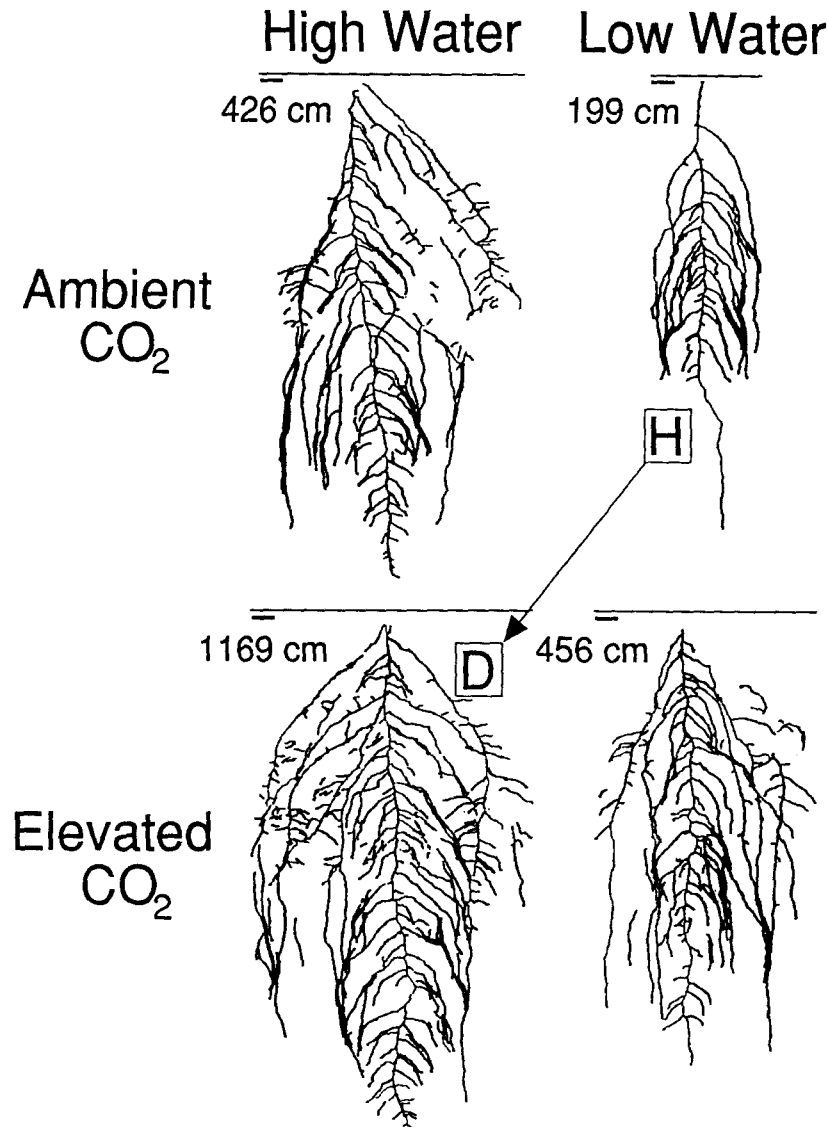 High Water
Low Water
426 cm
199 cm
Ambient
CO₂
H
1169 cm
D
456 cm
Elevated
CO₂